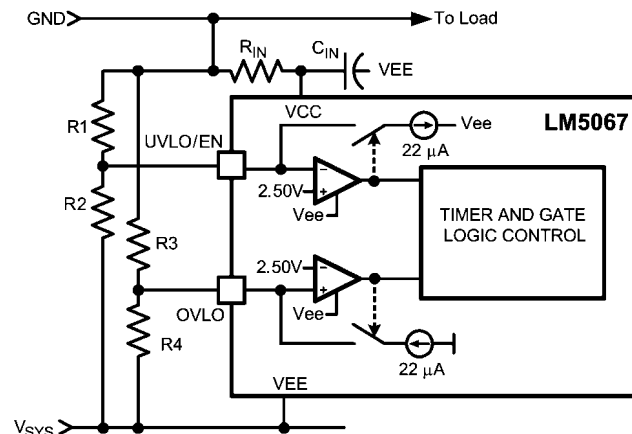 GND
To Load
RIN
CIN
VEE
VCC
LM5067
R1
UVLO/EN
Vee
22 μA
2.50V
Vee
R2
TIMER AND GATE
LOGIC CONTROL
R3
2.50V
Vee
OVLO
R4
22 μA
VEE
VSYS